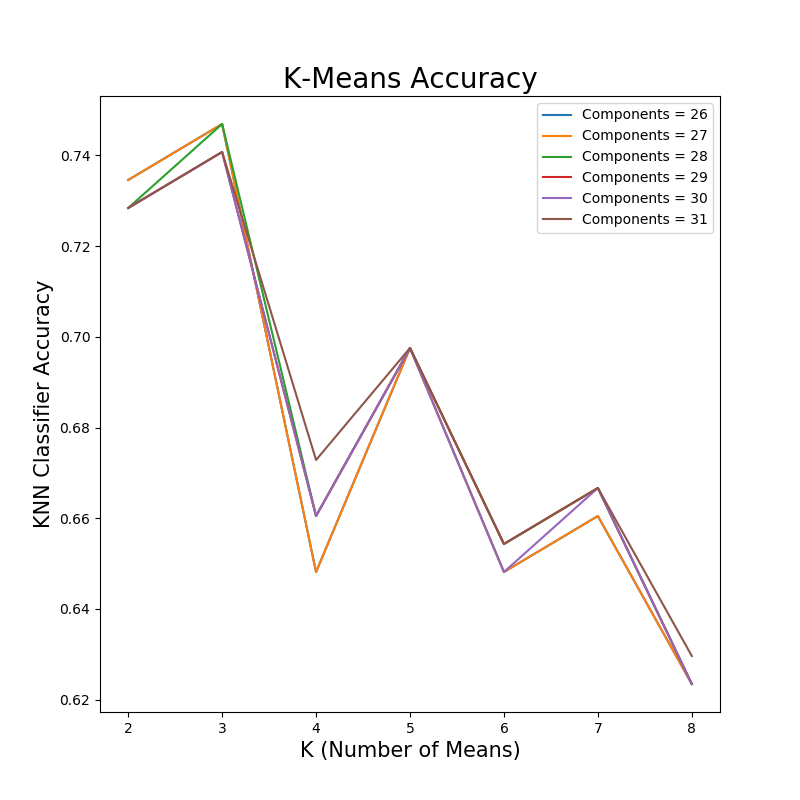 K-Means Accuracy
Components = 26
Components = 27
Components = 28
Components = 29
Components = 30
Components = 31
KNN Classifier Accuracy
0.74
0.72
0.70
0.68
0.66
0.64
0.62
2 3 4 5 6 7 8
K (Number of Means)